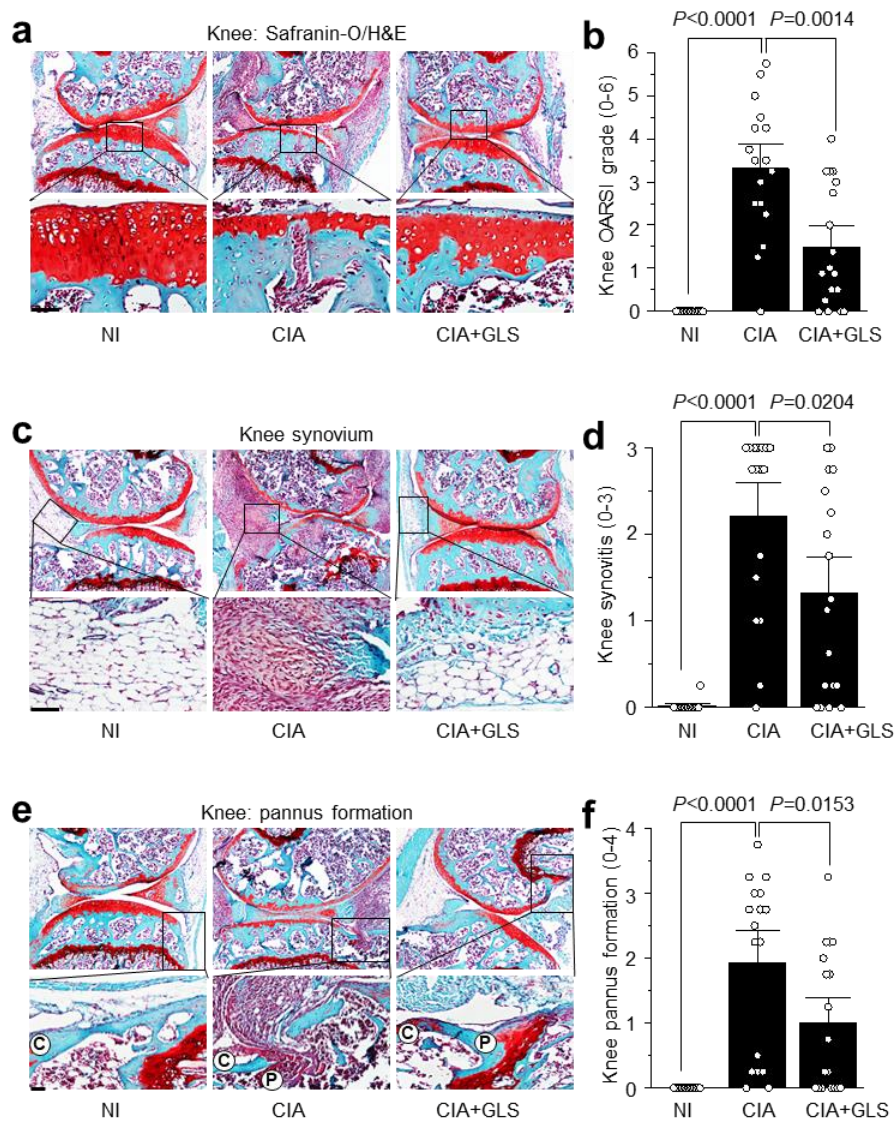 a
Knee: Safranin-O/H&E
NI
CIA
CIA+GLS
b
P<0.0001 P=0.0014
Knee OARSI grade (0-6)
6
5
4
3
2
1
0
NI
CIA
CIA+GLS
c
Knee synovium
NI
CIA
CIA+GLS
d
P<0.0001 P=0.0204
Knee synovitis (0-3)
3
2
1
0
NI
CIA
CIA+GLS
e
Knee: pannus formation
C
C
P
C
P
NI
CIA
CIA+GLS
f
P<0.0001 P=0.0153
Knee pannus formation (0-4)
4
3
2
1
0
NI
CIA
CIA+GLS